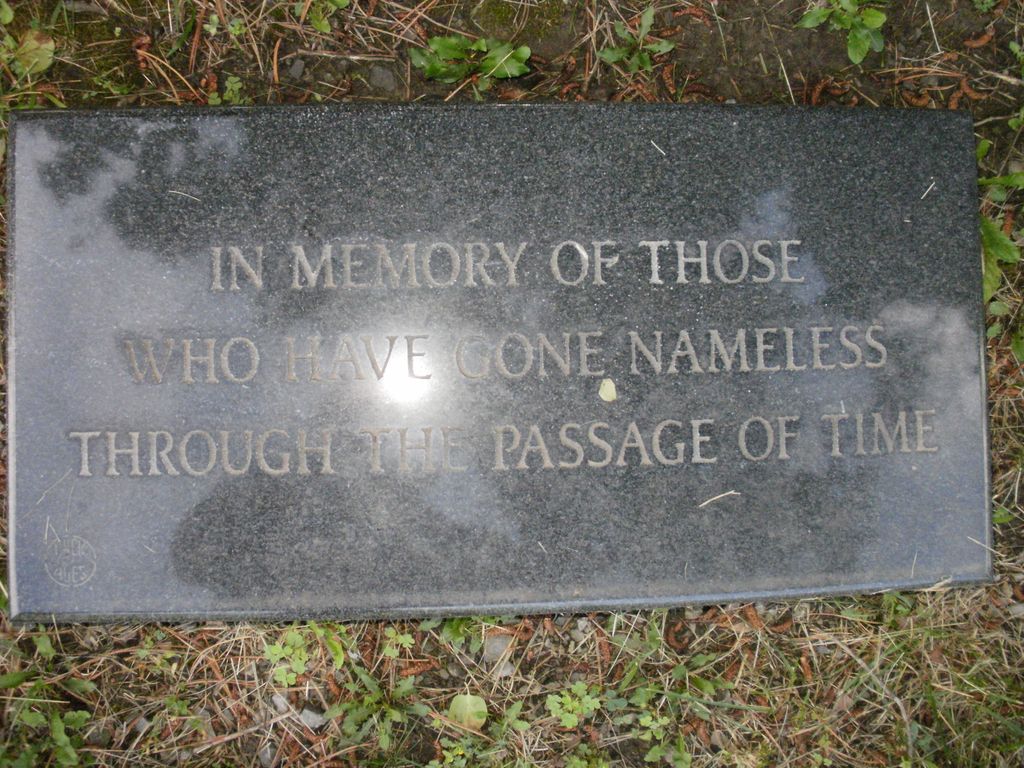 IN MEMORY OF THOSE
WHO HAVE GONE NAMELESS
THROUGH THE PASSAGE OF TIME